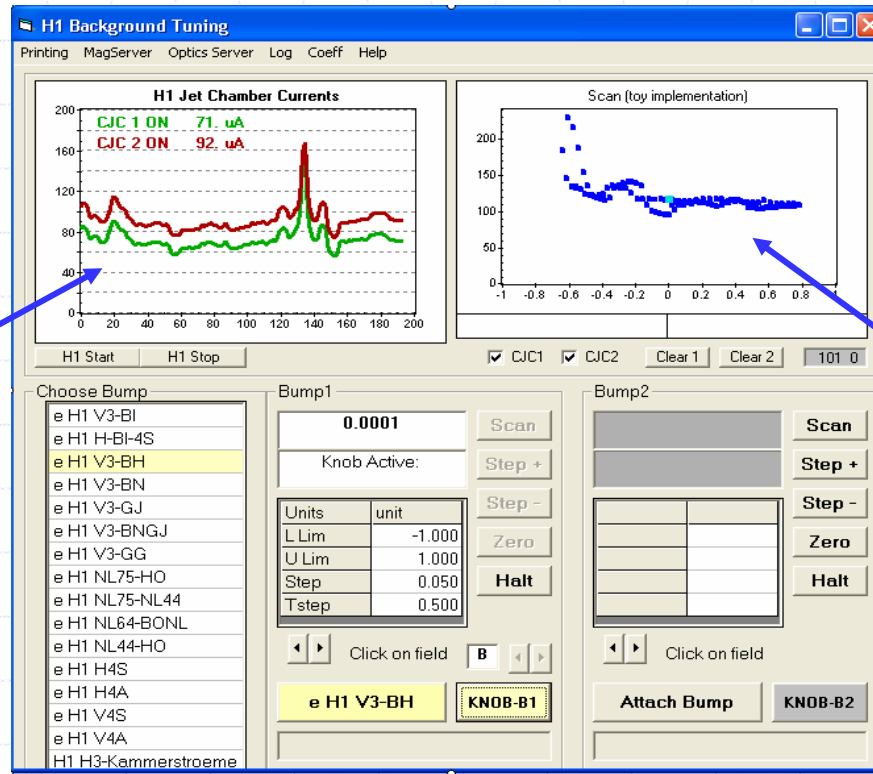 H1 Background Tuning
Printing MagServer Optics Server Log Coeff Help
H1 Jet Chamber Currents
CJC 1 ON 71. uA
CJC 2 ON 92. uA
200
160
120
80
40
0
0 20 40 60 80 100 120 140 160 180 200
Scan (toy implementation)
200
150
100
50
0
-1 -0.8 -0.6 -0.4 -0.2 0 0.2 0.4 0.6 0.8 1
H1 Start H1 Stop
CJC1 CJC2 Clear 1 Clear 2 101 0
Choose Bump
e H1 V3-BI
e H1 H-BI-4S
e H1 V3-BH
e H1 V3-BN
e H1 V3-GJ
e H1 V3-BNGJ
e H1 V3-GG
e H1 NL75-HO
e H1 NL75-NL44
e H1 NL64-BONL
e H1 NL44-HO
e H1 H4S
e H1 H4A
e H1 V4S
e H1 V4A
H1 H3-Kammerstroeme
Bump1
0.0001 Scan
Knob Active: Step +
Step -
Zero
Halt
Units unit
L Lim -1.000
U Lim 1.000
Step 0.050
Tstep 0.500
Click on field B
e H1 V3-BH KNOB-B1
Bump2
Scan
Step +
Step -
Zero
Halt
Click on field
Attach Bump KNOB-B2